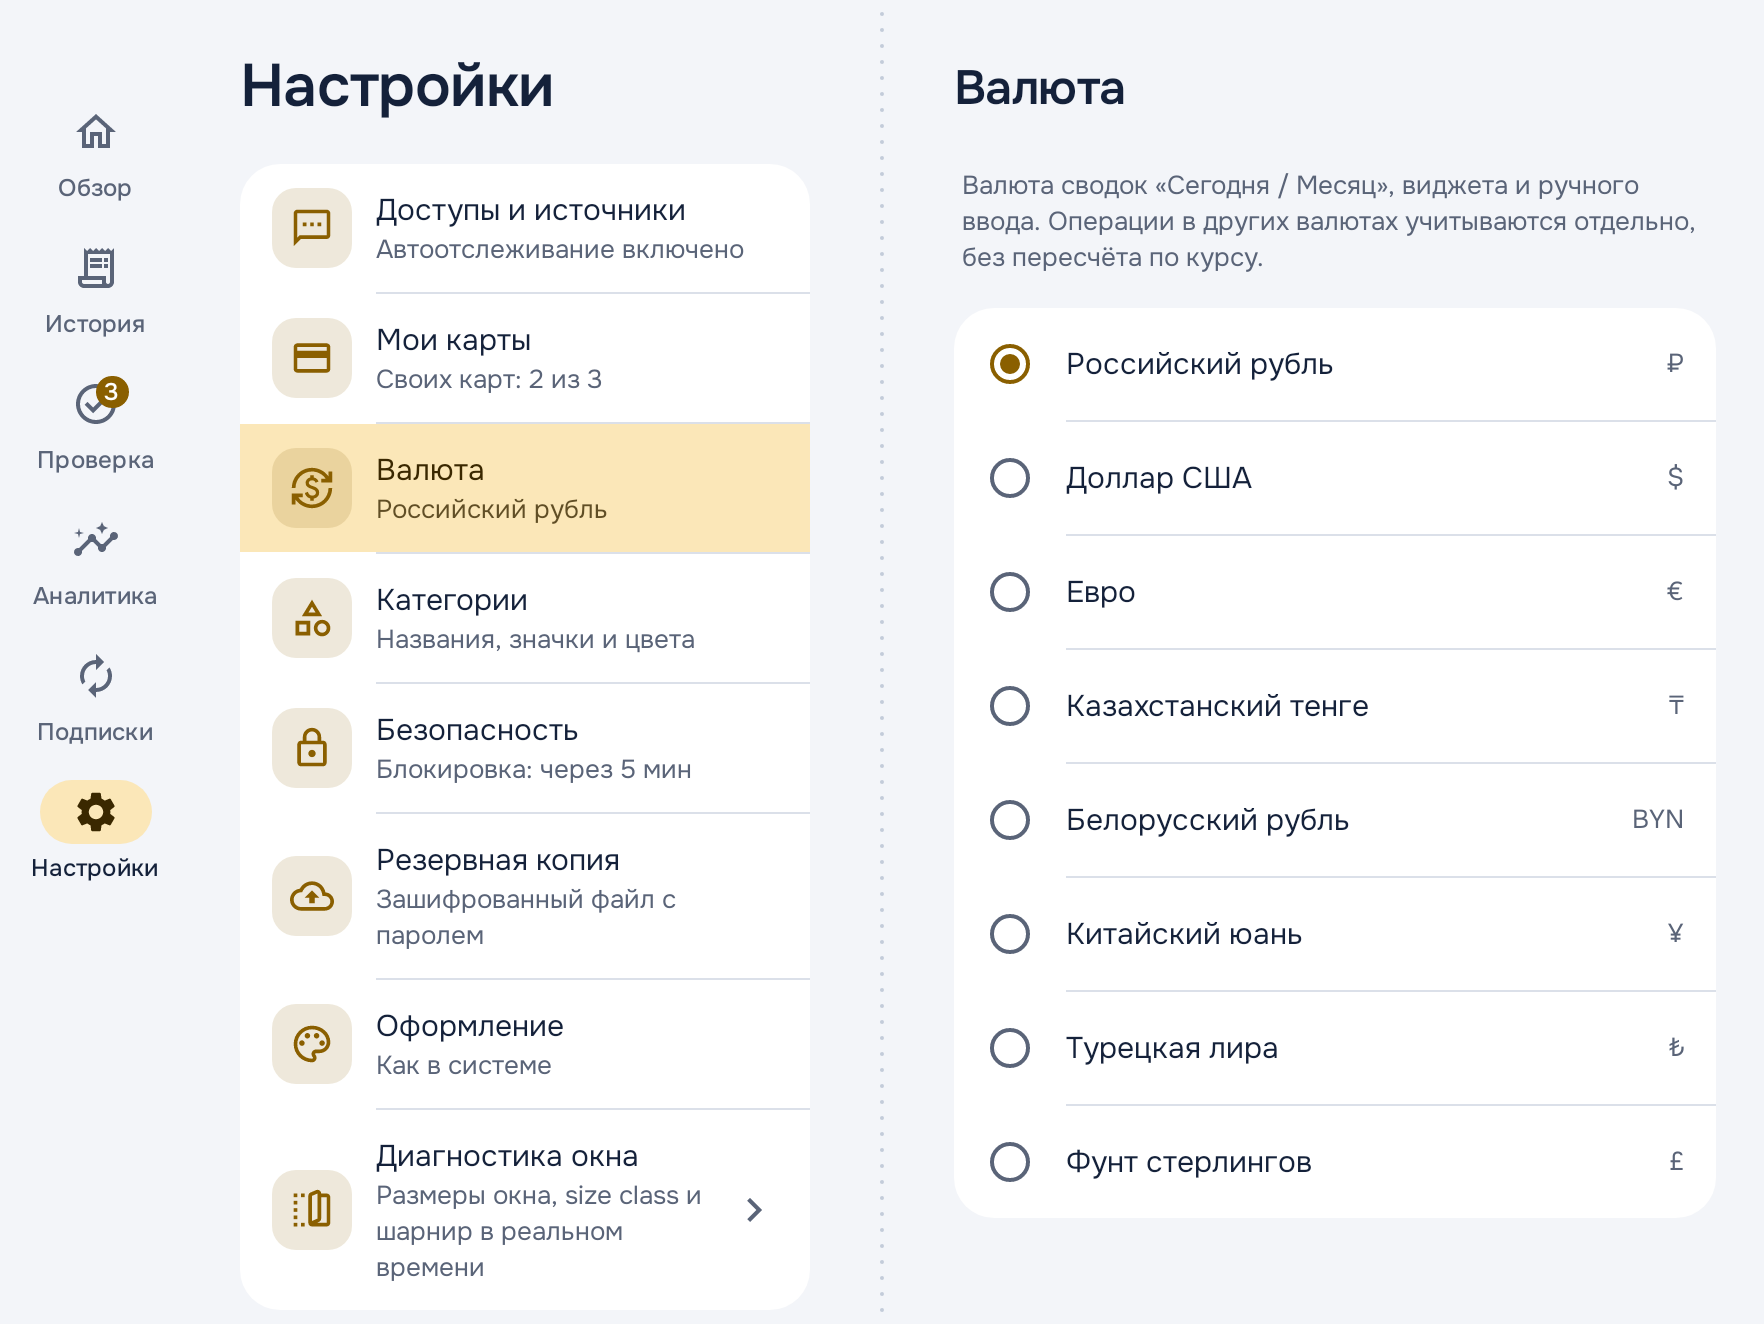 Обзор
История
3
Проверка
Аналитика
Подписки
Настройки
Настройки
Доступы и источники
Автоотслеживание включено
Мои карты
Своих карт: 2 из 3
Валюта
Российский рубль
Категории
Названия, значки и цвета
Безопасность
Блокировка: через 5 мин
Резервная копия
Зашифрованный файл с
паролем
Оформление
Как в системе
Диагностика окна
Размеры окна, size class и
шарнир в реальном
времени
Валюта
Валюта сводок «Сегодня / Месяц», виджета и ручного
ввода. Операции в других валютах учитываются отдельно,
без пересчёта по курсу.
Российский рубль ₽
Доллар США $
Евро €
Казахстанский тенге ₸
Белорусский рубль BYN
Китайский юань ¥
Турецкая лира ₺
Фунт стерлингов £